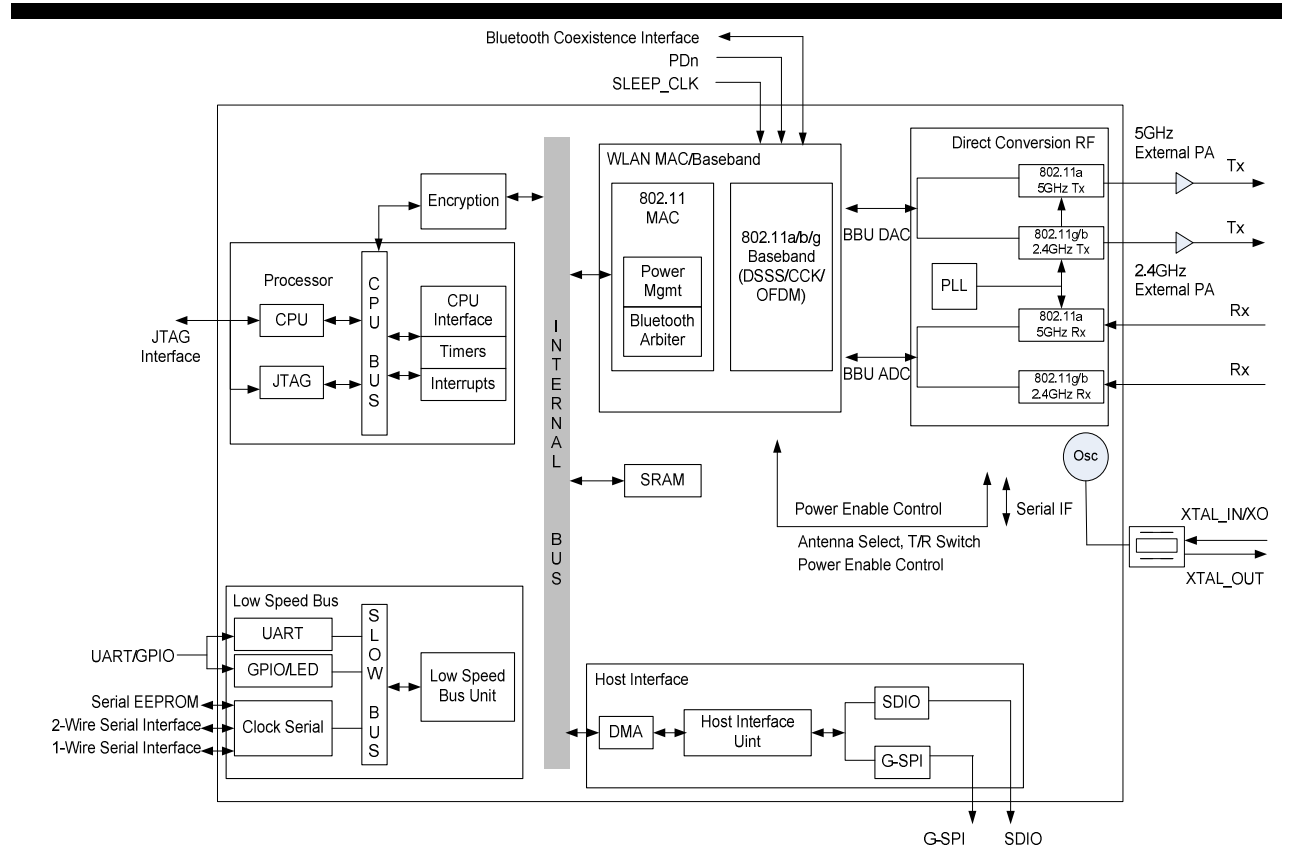 Bluetooth Coexistence Interface
PDn
SLEEP_CLK
WLAN MAC/Baseband
802.11
MAC
Power
Mgmt
Bluetooth
Arbiter
802.11a/b/g
Baseband
(DSSS/CCK/
OFDM)
BBU DAC
BBU ADC
Direct Conversion RF
802.11a
5GHz Tx
802.11g/b
2.4GHz Tx
PLL
802.11a
5GHz Rx
802.11g/b
2.4GHz Rx
5GHz
External PA
Tx
Tx
2.4GHz
External PA
Rx
Rx
Encryption
Processor
CPU
JTAG
CPU BUS
CPU
Interface
Timers
Interrupts
JTAG
Interface
INTERNAL BUS
SRAM
Osc
Power Enable Control
Serial IF
Antenna Select, T/R Switch
Power Enable Control
XTAL_IN/XO
XTAL_OUT
Low Speed Bus
UART
GPIO/LED
Clock Serial
SLOW BUS
Low Speed
Bus Unit
UART/GPIO
Serial EEPROM
2-Wire Serial Interface
1-Wire Serial Interface
Host Interface
DMA
Host Interface
Uint
SDIO
G-SPI
G-SPI
SDIO